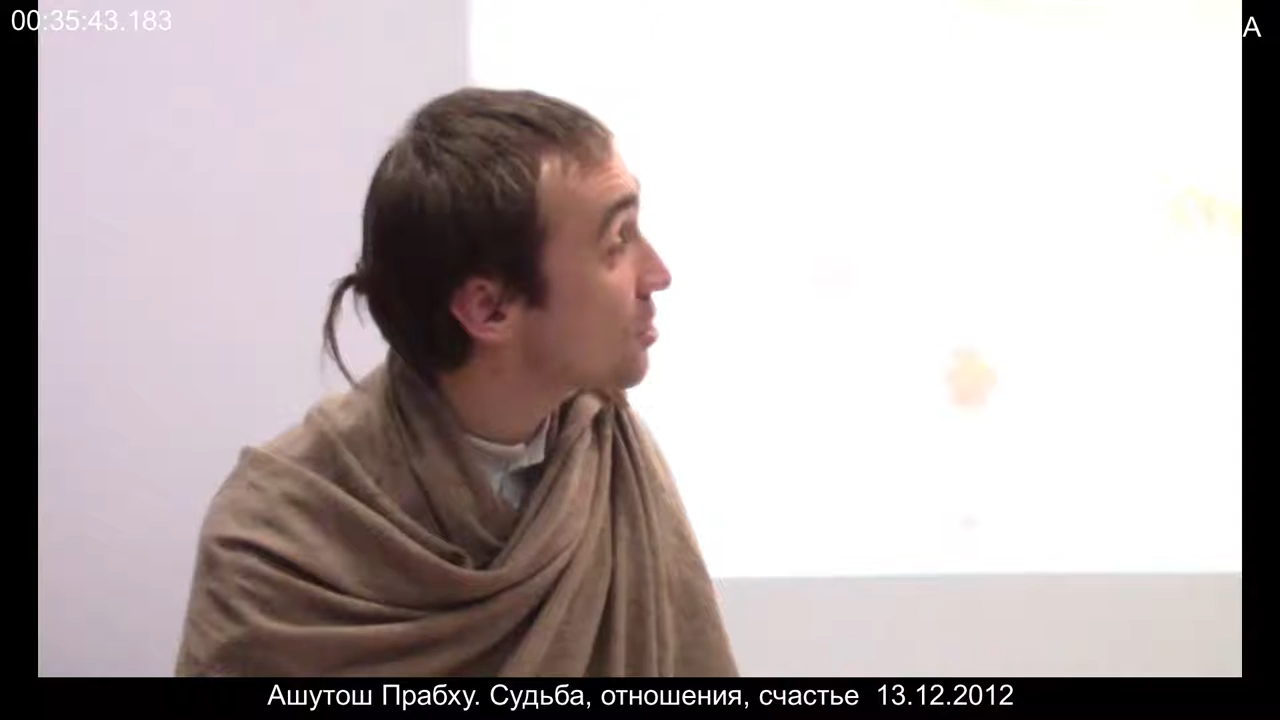 00:35:43.183
A
Ашутош Прабху. Судьба, отношения, счастье 13.12.2012